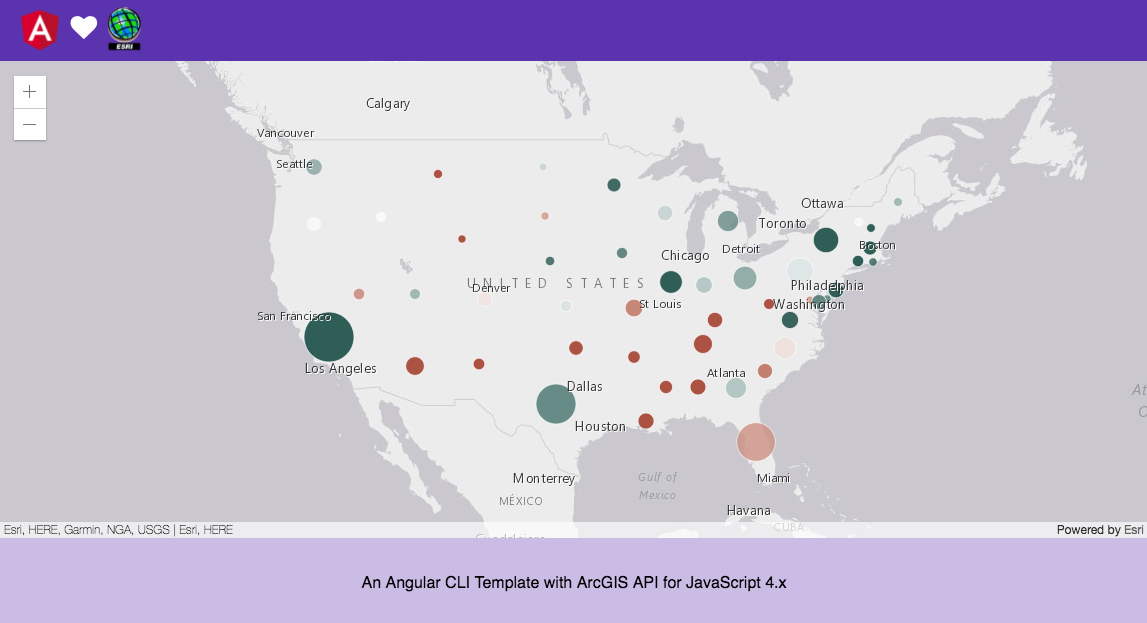 A
ESRI
Calgary
Vancouver
Seattle
Ottawa
Toronto
Boston
Detroit
Chicago
UNITED STATES
Denver
Philadelphia
St Louis
Washington
San Francisco
Los Angeles
Atlanta
Dallas
At
O
Houston
Gulf of
Mexico
Monterrey
Miami
MÉXICO
Havana
CUBA
Esri, HERE, Garmin, NGA, USGS | Esri, HERE
Powered by Esri
Guadalajara
An Angular CLI Template with ArcGIS API for JavaScript 4.x